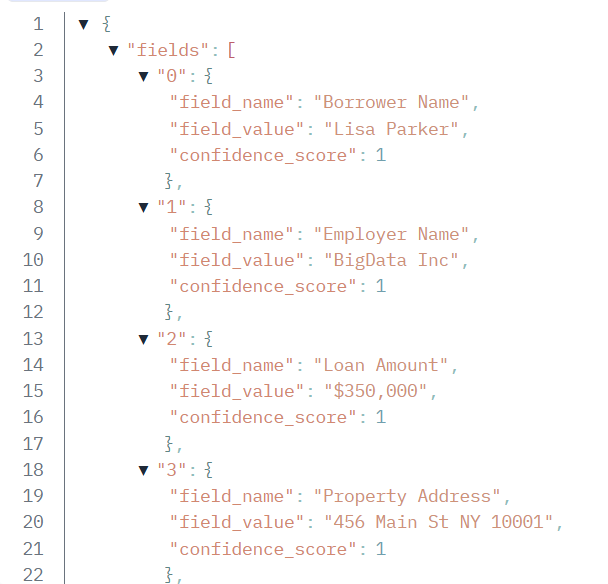 1 ▼ {
2 ▼ "fields": [
3 ▼ "0": {
4 "field_name": "Borrower Name",
5 "field_value": "Lisa Parker",
6 "confidence_score": 1
7 },
8 ▼ "1": {
9 "field_name": "Employer Name",
10 "field_value": "BigData Inc",
11 "confidence_score": 1
12 },
13 ▼ "2": {
14 "field_name": "Loan Amount",
15 "field_value": "$350,000",
16 "confidence_score": 1
17 },
18 ▼ "3": {
19 "field_name": "Property Address",
20 "field_value": "456 Main St NY 10001",
21 "confidence_score": 1
22 },